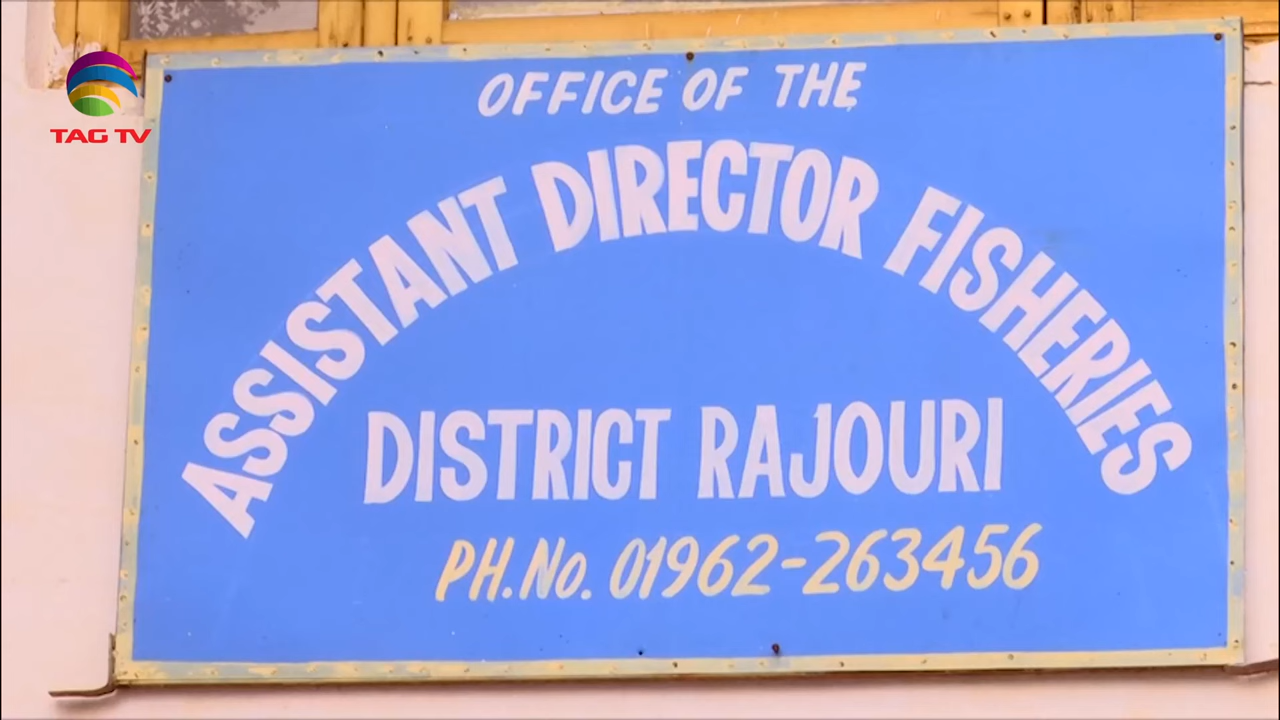 TAG TV
OFFICE OF THE
ASSISTANT DIRECTOR FISHERIES
DISTRICT RAJOURI
PH.No. 01962-263456